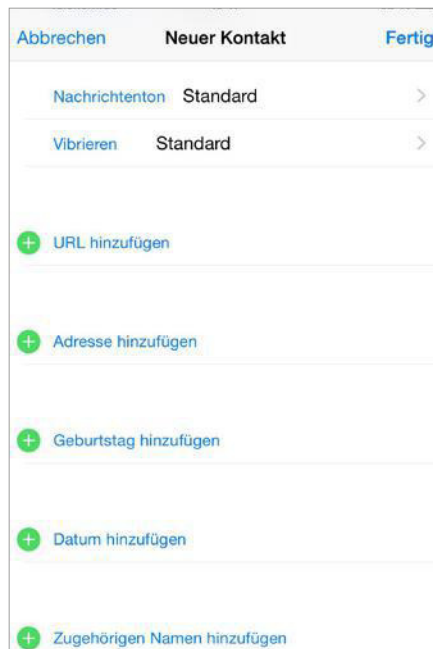 Abbrechen Neuer Kontakt Fertig
Nachrichtenton Standard
Vibrieren Standard
URL hinzufügen
Adresse hinzufügen
Geburtstag hinzufügen
Datum hinzufügen
Zugehörigen Namen hinzufügen